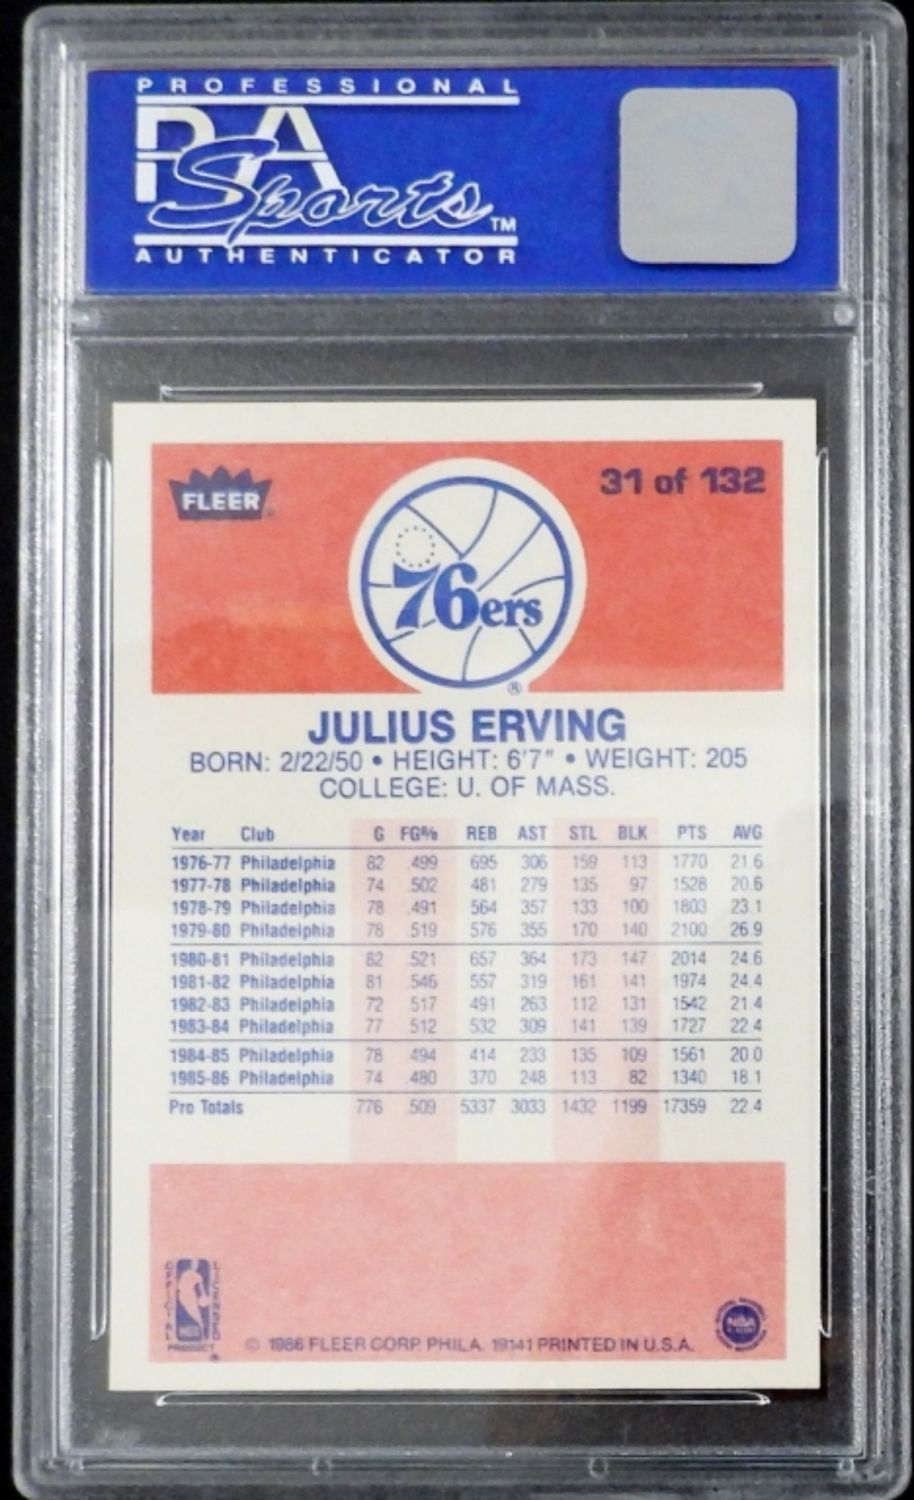 PROFESSIONAL
PSA
Sports™
AUTHENTICATOR
FLEER
31 of 132
76ers
®
JULIUS ERVING
BORN: 2/22/50 • HEIGHT: 6'7" • WEIGHT: 205
COLLEGE: U. OF MASS.
Year Club G FG% REB AST STL BLK PTS AVG
1976-77 Philadelphia 82 .499 695 306 159 113 1770 21.6
1977-78 Philadelphia 74 .502 481 279 135 97 1528 20.6
1978-79 Philadelphia 78 .491 564 357 133 100 1803 23.1
1979-80 Philadelphia 78 .519 576 355 170 140 2100 26.9
1980-81 Philadelphia 82 .521 657 364 173 147 2014 24.6
1981-82 Philadelphia 81 .546 557 319 161 141 1974 24.4
1982-83 Philadelphia 72 .517 491 263 112 131 1542 21.4
1983-84 Philadelphia 77 .512 532 309 141 139 1727 22.4
1984-85 Philadelphia 78 .494 414 233 135 109 1561 20.0
1985-86 Philadelphia 74 .480 370 248 113 82 1340 18.1
Pro Totals 776 .509 5337 3033 1432 1199 17359 22.4
OFFICIAL LICENSED
NBA
PRODUCT
®
© 1986 FLEER CORP. PHILA. 19141 PRINTED IN U.S.A.